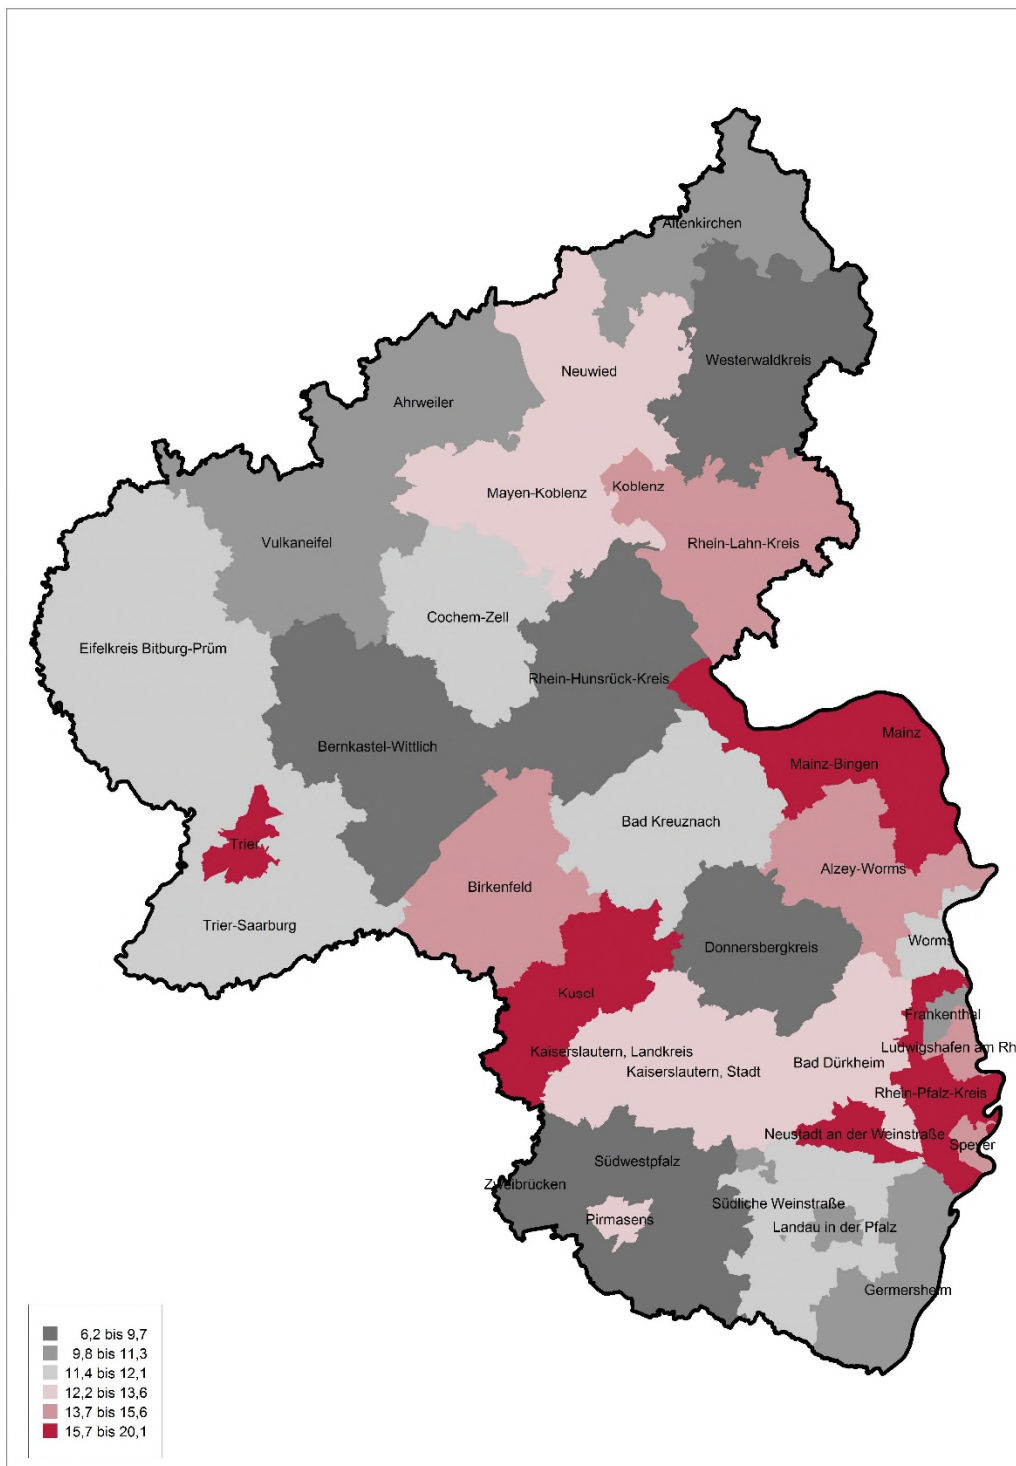 Altenkirchen
Westerwaldkreis
Neuwied
Ahrweiler
Koblenz
Mayen-Koblenz
Rhein-Lahn-Kreis
Vulkaneifel
Cochem-Zell
Eifelkreis Bitburg-Prüm
Rhein-Hunsrück-Kreis
Mainz
Bernkastel-Wittlich
Mainz-Bingen
Bad Kreuznach
Trier
Alzey-Worms
Birkenfeld
Trier-Saarburg
Worms
Donnersbergkreis
Kusel
Frankenthal
Ludwigshafen am Rh
Kaiserslautern, Landkreis
Bad Dürkheim
Kaiserslautern, Stadt
Rhein-Pfalz-Kreis
Neustadt an der Weinstraße
Speyer
Südwestpfalz
Zweibrücken
Südliche Weinstraße
Pirmasens
Landau in der Pfalz
Germersheim
6,2 bis 9,7
9,8 bis 11,3
11,4 bis 12,1
12,2 bis 13,6
13,7 bis 15,6
15,7 bis 20,1